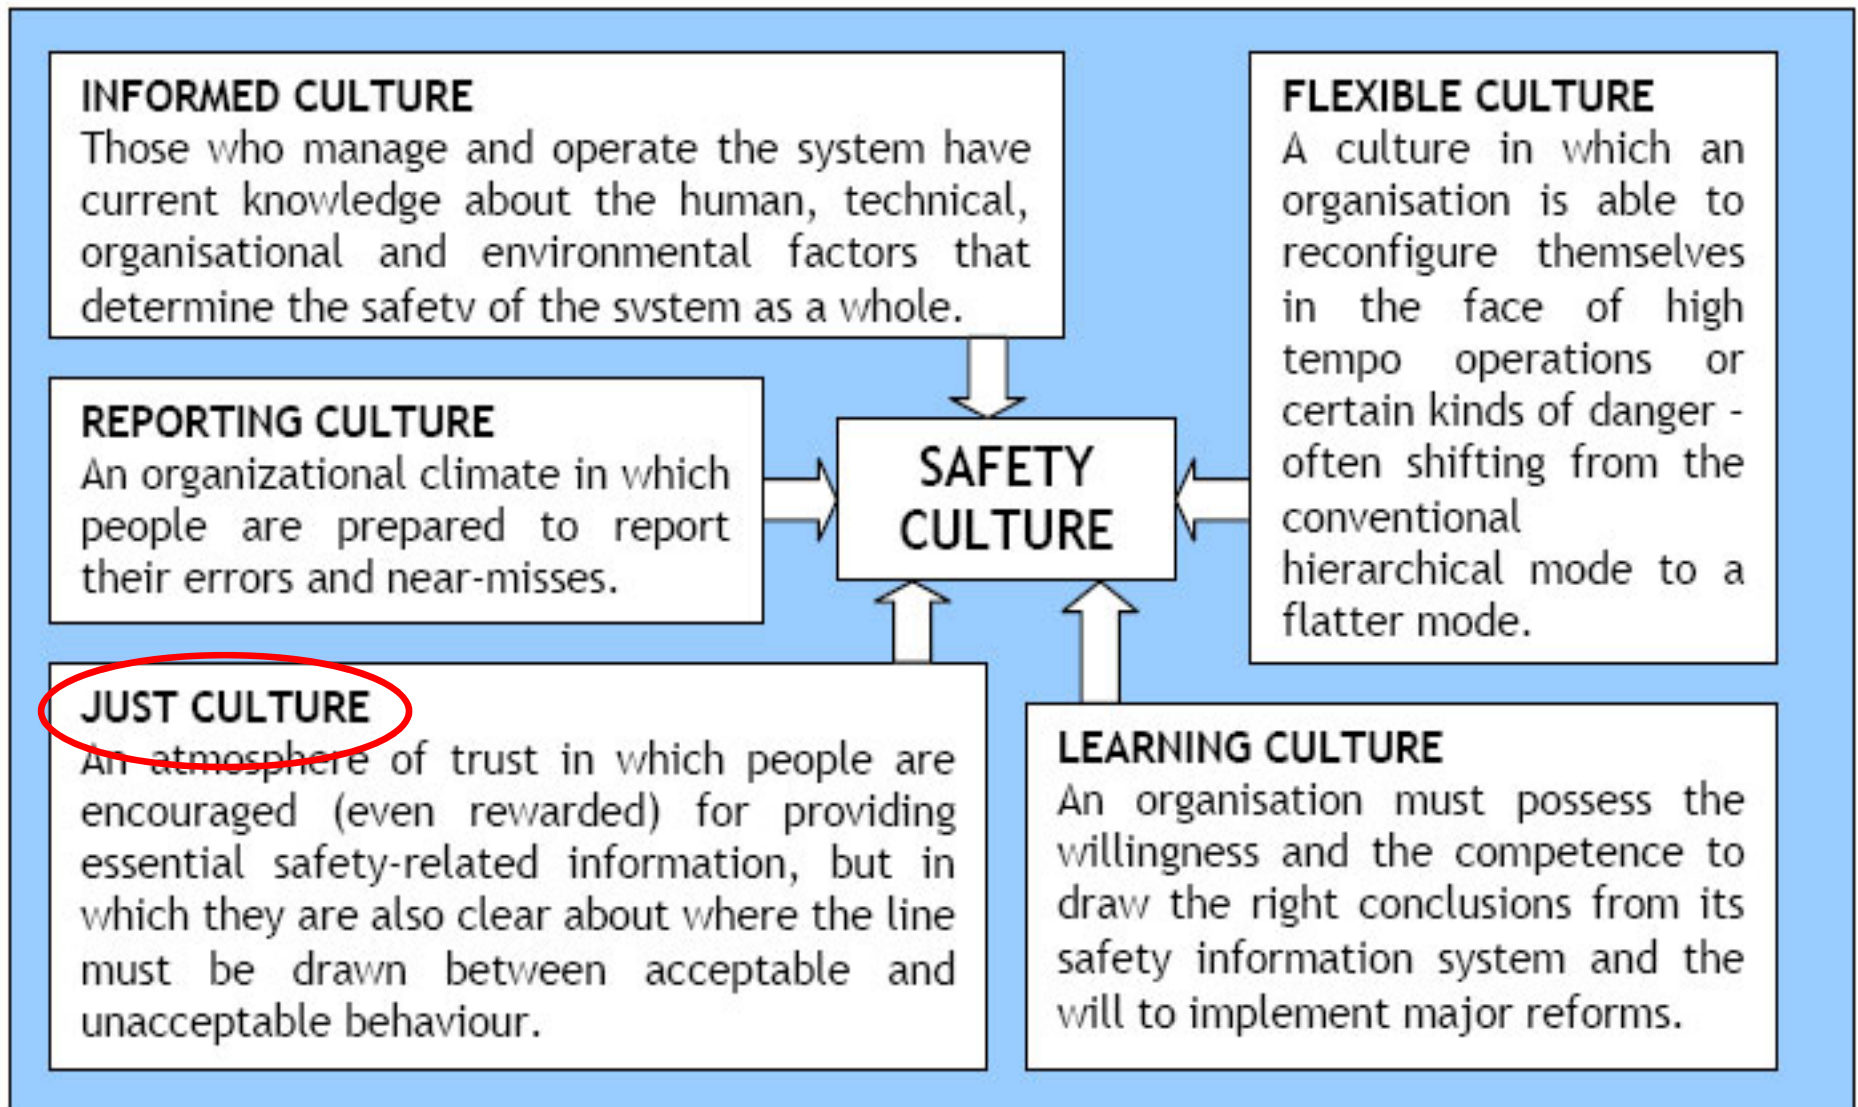 INFORMED CULTURE
Those who manage and operate the system have
current knowledge about the human, technical,
organisational and environmental factors that
determine the safety of the system as a whole.
FLEXIBLE CULTURE
A culture in which an
organisation is able to
reconfigure themselves
in the face of high
tempo operations or
certain kinds of danger -
often shifting from the
conventional
hierarchical mode to a
flatter mode.
REPORTING CULTURE
An organizational climate in which
people are prepared to report
their errors and near-misses.
SAFETY
CULTURE
JUST CULTURE
An atmosphere of trust in which people are
encouraged (even rewarded) for providing
essential safety-related information, but in
which they are also clear about where the line
must be drawn between acceptable and
unacceptable behaviour.
LEARNING CULTURE
An organisation must possess the
willingness and the competence to
draw the right conclusions from its
safety information system and the
will to implement major reforms.